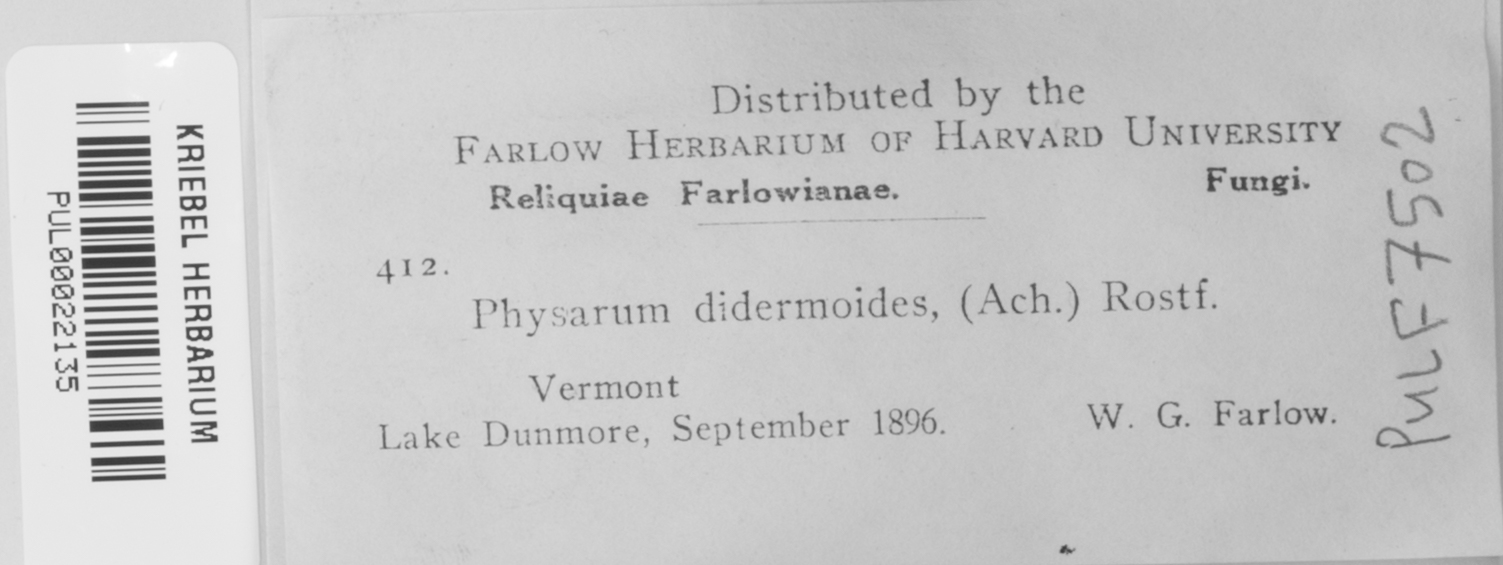 KRIEBEL HERBARIUM
PUL00022135
Distributed by the
FARLOW HERBARIUM OF HARVARD UNIVERSITY
Reliquiae Farlowianae. Fungi.
412.
Physarum didermoides, (Ach.) Rostf.
Vermont
Lake Dunmore, September 1896. W. G. Farlow.
PULF7502